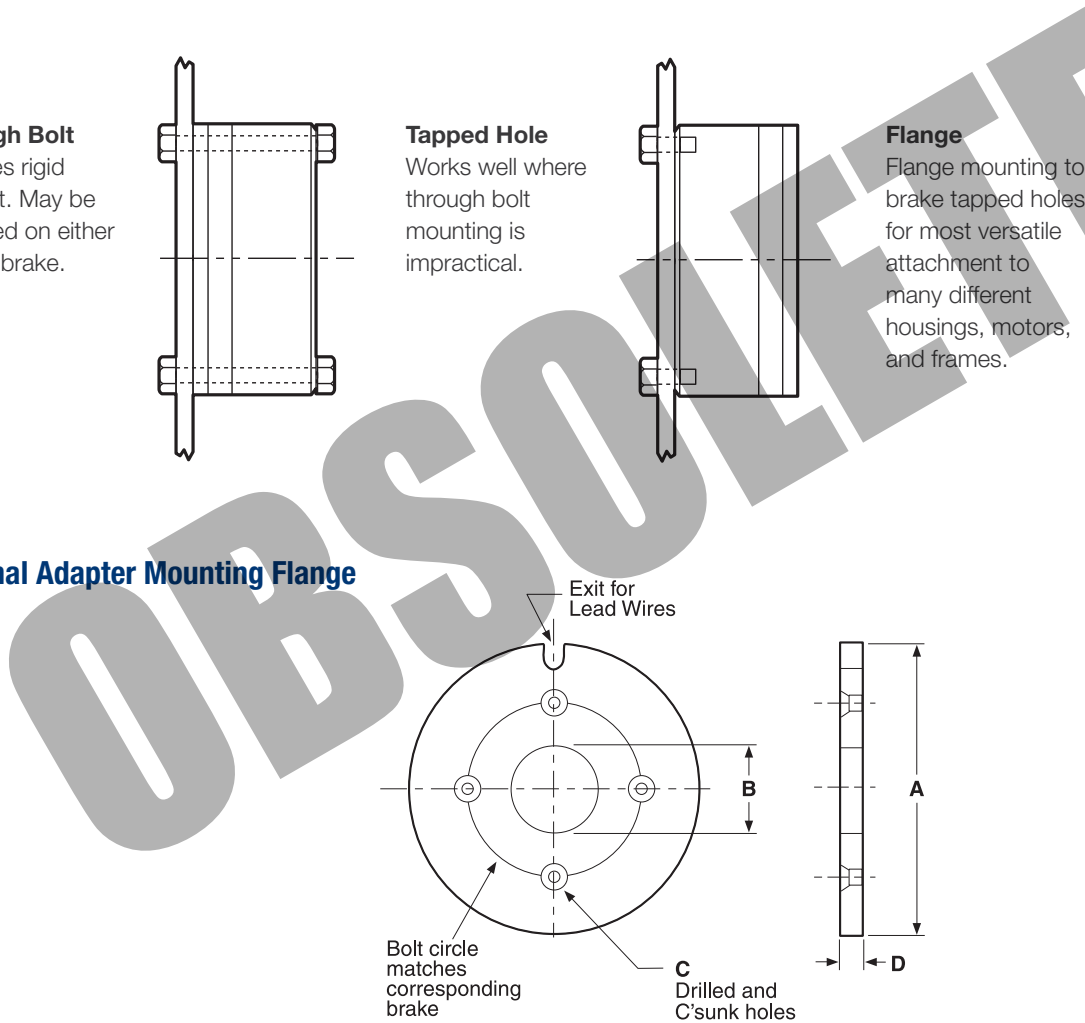 gh Bolt
es rigid
t. May be
ed on either
brake.
Tapped Hole
Works well where
through bolt
mounting is
impractical.
Flange
Flange mounting to
brake tapped holes
for most versatile
attachment to
many different
housings, motors,
and frames.
OBSOLETE
nal Adapter Mounting Flange
Exit for
Lead Wires
B
A
D
Bolt circle
matches
corresponding
brake
C
Drilled and
C'sunk holes